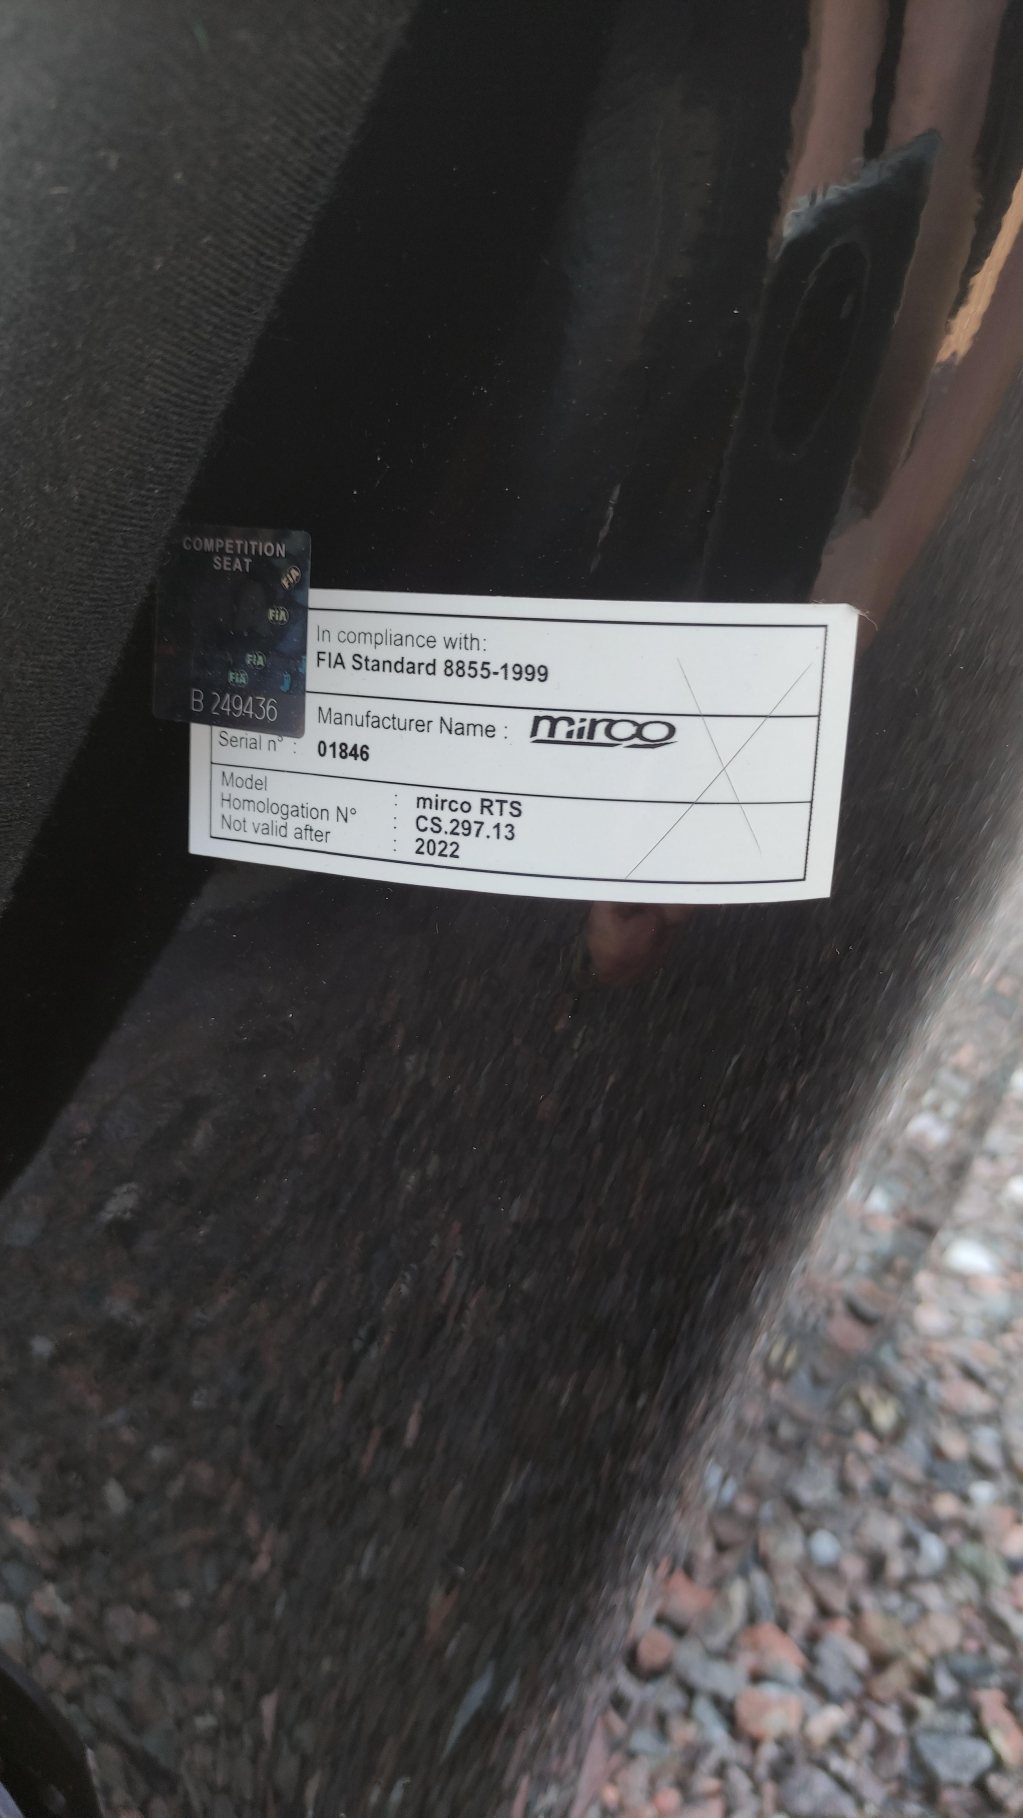 COMPETITION
SEAT
FIA
FIA
FIA
FIA
B 249436
In compliance with:
FIA Standard 8855-1999
Manufacturer Name : mirco
Serial n° : 01846
Model : mirco RTS
Homologation N° : CS.297.13
Not valid after : 2022